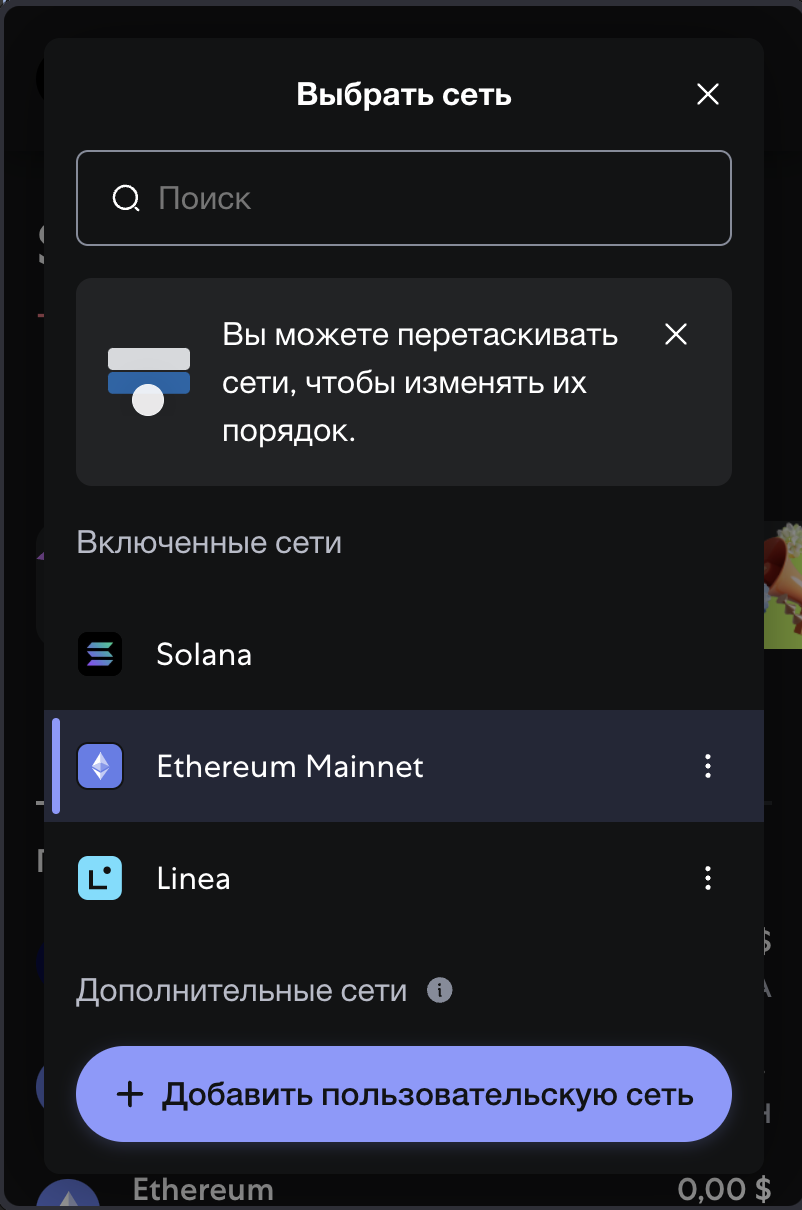 Выбрать сеть
Поиск
Вы можете перетаскивать
сети, чтобы изменять их
порядок.
Включенные сети
Solana
Ethereum Mainnet
Linea
Дополнительные сети
+ Добавить пользовательскую сеть
Ethereum 0,00 $